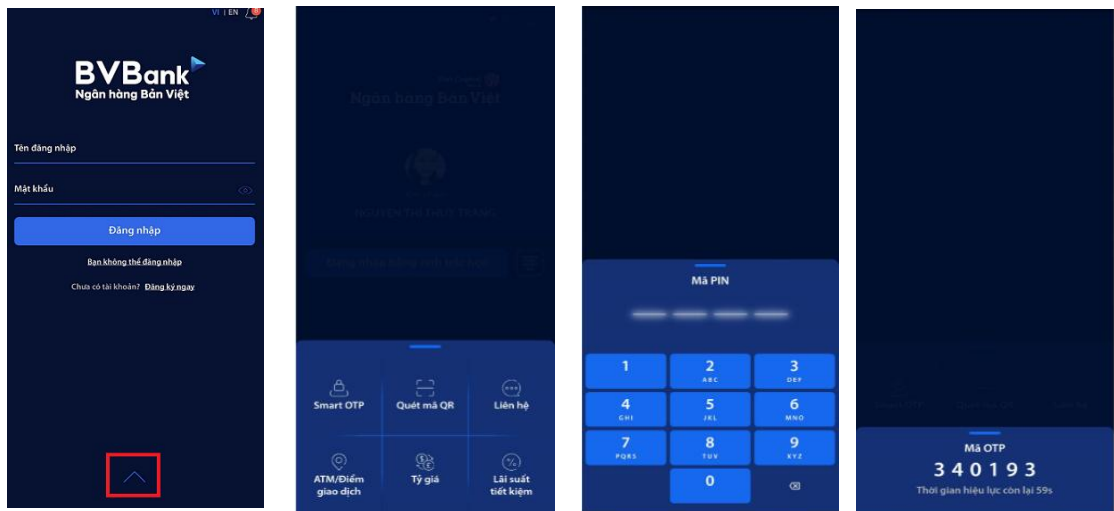 VI | EN
BVBank
Ngân hàng Bản Việt
Tên đăng nhập
Mật khẩu
Đăng nhập
Bạn không thể đăng nhập
Chưa có tài khoản? Đăng ký ngay
Ngân hàng Bản Việt
Smart OTP
Quét mã QR
Liên hệ
ATM/Điểm
giao dịch
Tỷ giá
Lãi suất
tiết kiệm
Mã PIN
1
2
ABC
3
DEF
4
GHI
5
JKL
6
MNO
7
PQRS
8
TUV
9
XYZ
0
Mã OTP
340193
Thời gian hiệu lực còn lại 59s